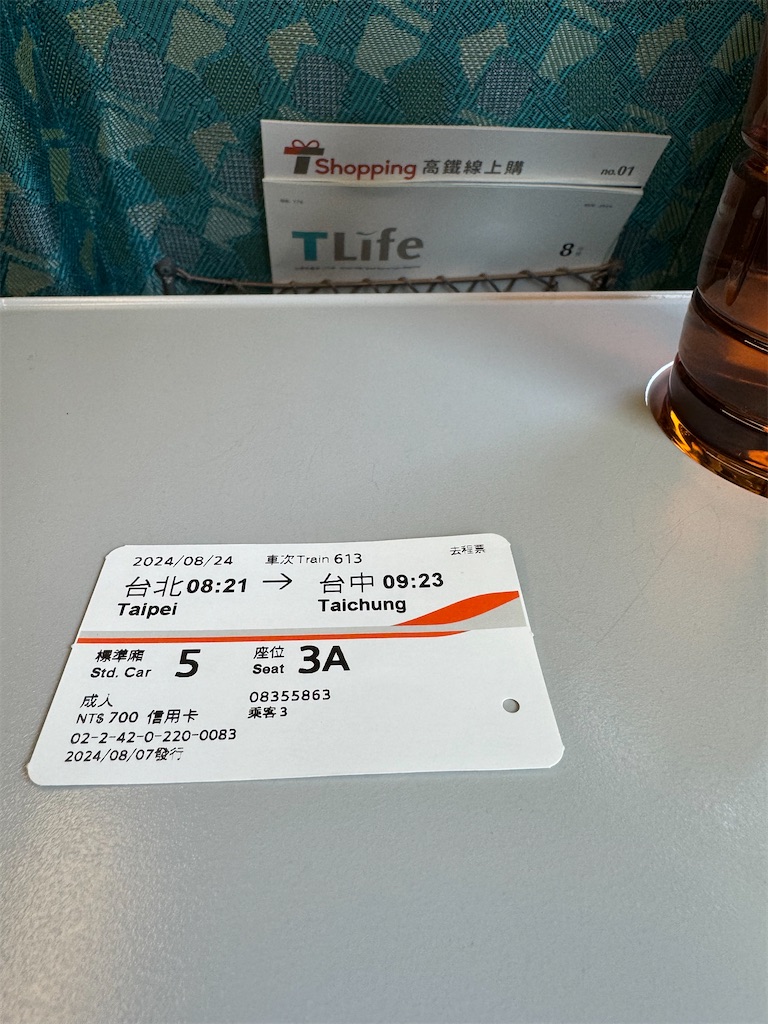 TShopping 高鐵線上購 no.01
TLife 8
2024/08/24 車次 Train 613 去程票
台北 08:21 → 台中 09:23
Taipei Taichung
標準廂 5 座位 3A
Std. Car Seat
成人 08355863
NT$ 700 信用卡 乘客 3
02-2-42-0-220-0083
2024/08/07發行